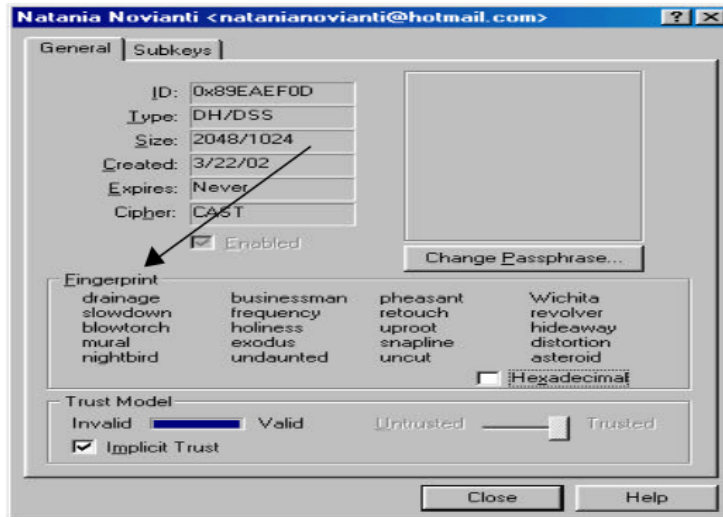 Natania Novianti <natanianovianti@hotmail.com>
General Subkeys
ID: 0x89EAEF0D
Type: DH/DSS
Size: 2048/1024
Created: 3/22/02
Expires: Never
Cipher: CAST
Enabled
Change Passphrase...
Fingerprint
drainage businessman pheasant Wichita
slowdown frequency retouch revolver
blowtorch holiness uproot hideaway
mural exodus snapline distortion
nightbird undaunted uncut asteroid
Hexadecimal
Trust Model
Invalid Valid Untrusted Trusted
Implicit Trust
Close Help